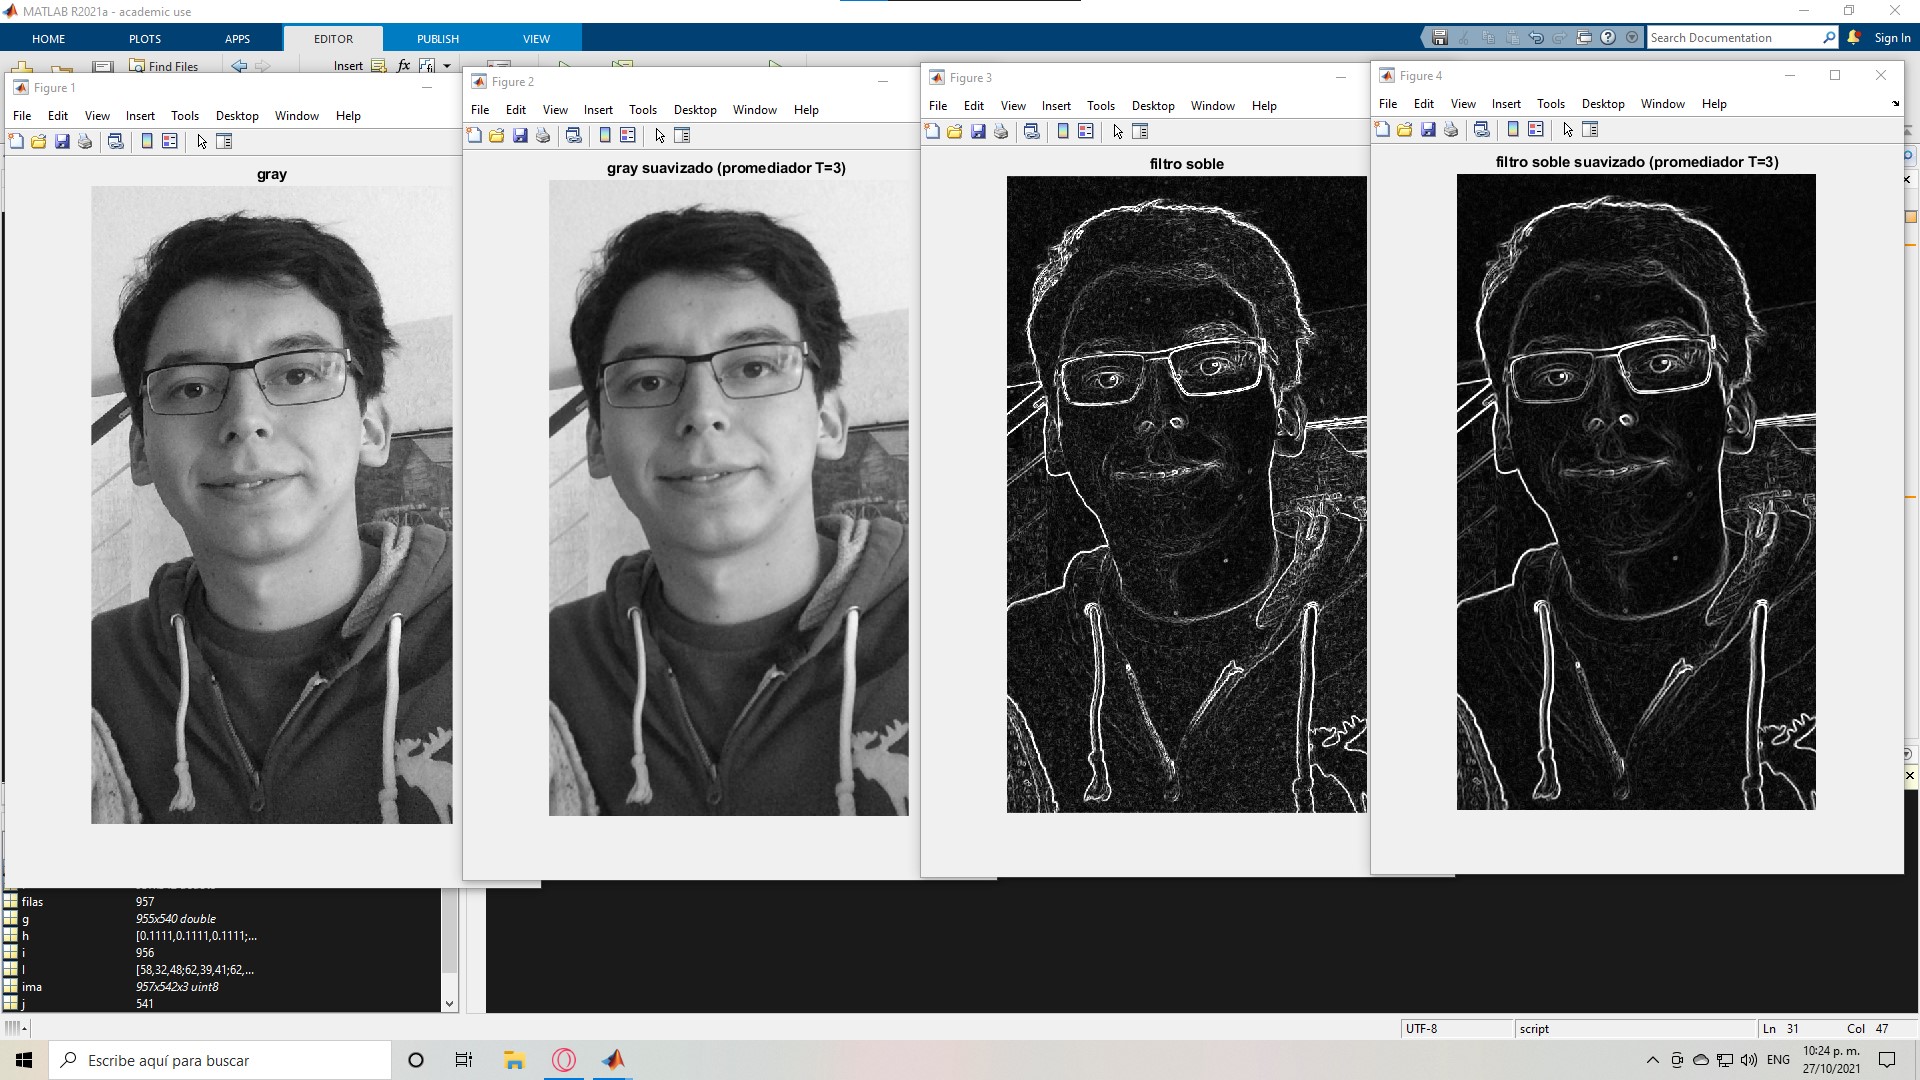 MATLAB R2021a - academic use
HOME PLOTS APPS EDITOR PUBLISH VIEW
Search Documentation
Sign In
Find Files
Insert fx fi
Figure 1
File Edit View Insert Tools Desktop Window Help
gray
Figure 2
File Edit View Insert Tools Desktop Window Help
gray suavizado (promediador T=3)
Figure 3
File Edit View Insert Tools Desktop Window Help
filtro soble
Figure 4
File Edit View Insert Tools Desktop Window Help
filtro soble suavizado (promediador T=3)
filas 957
g 955x540 double
h [0.1111,0.1111,0.1111;...
i 956
I [58,32,48;62,39,41;62,...
ima 957x542x3 uint8
j 541
UTF-8 script Ln 31 Col 47
Escribe aquí para buscar
ENG
10:24 p. m.
27/10/2021